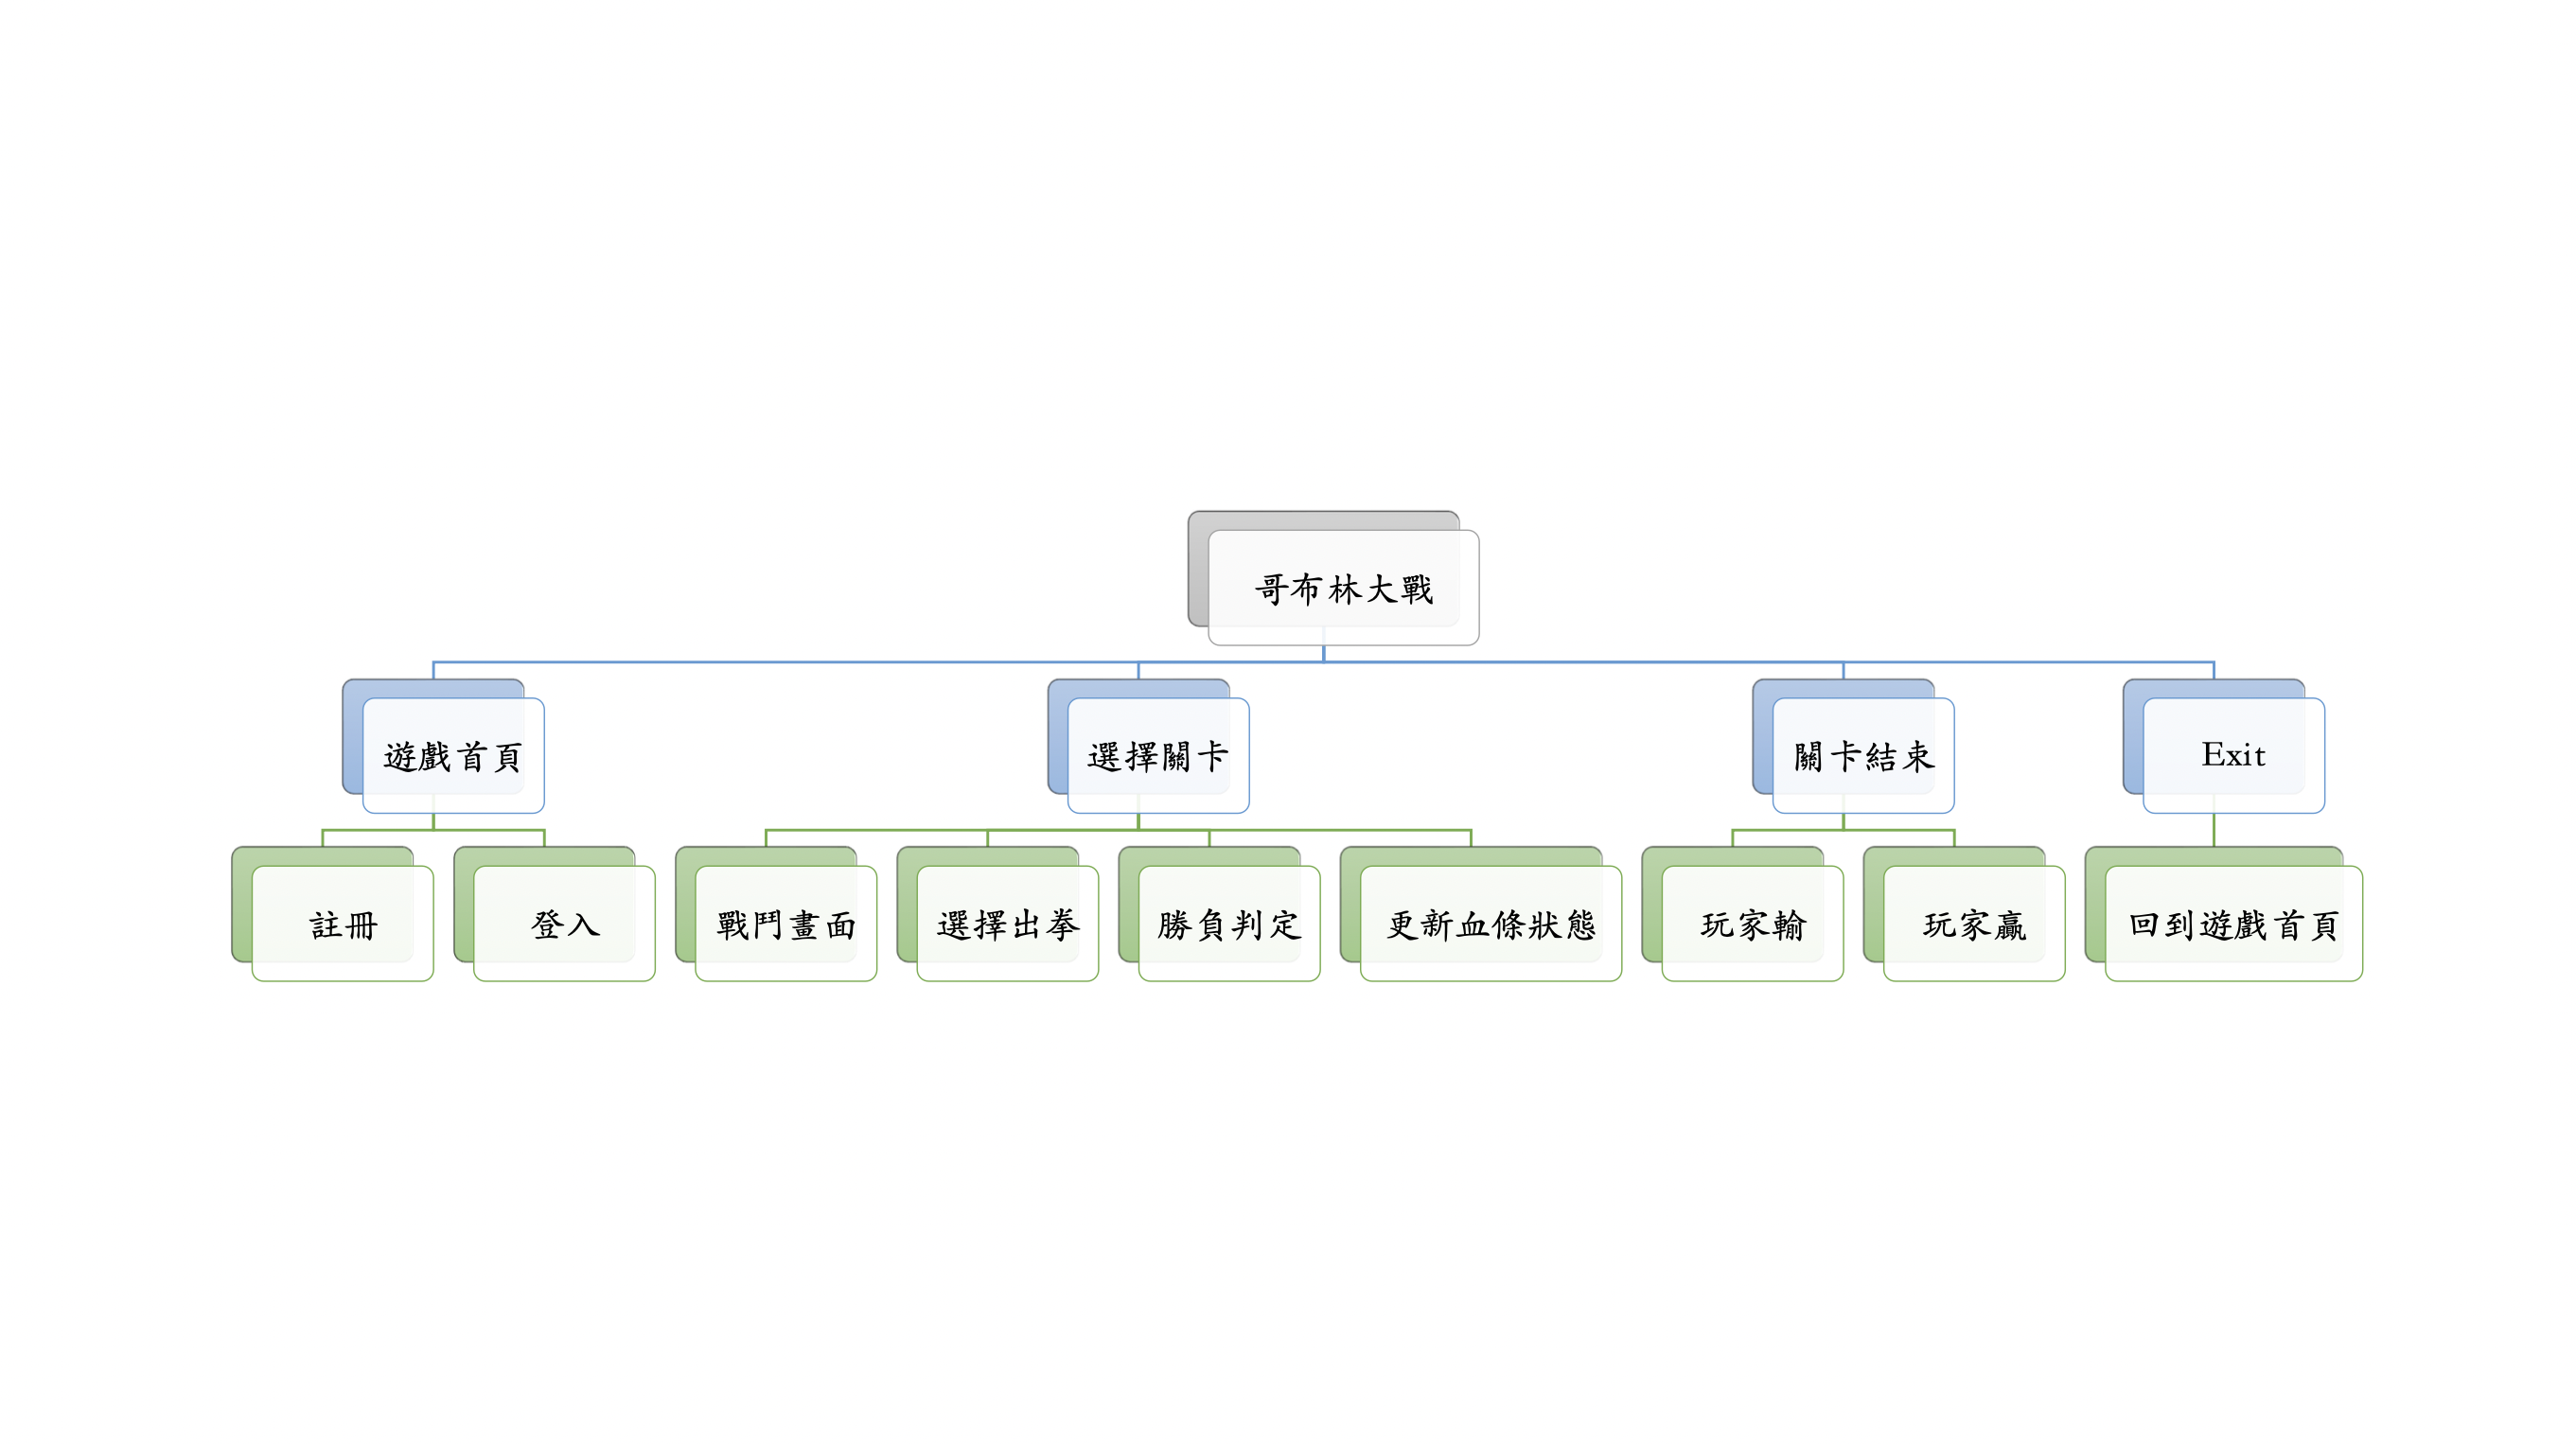 哥布林大戰
遊戲首頁
選擇關卡
關卡結束
Exit
註冊
登入
戰鬥畫面
選擇出拳
勝負判定
更新血條狀態
玩家輸
玩家贏
回到遊戲首頁